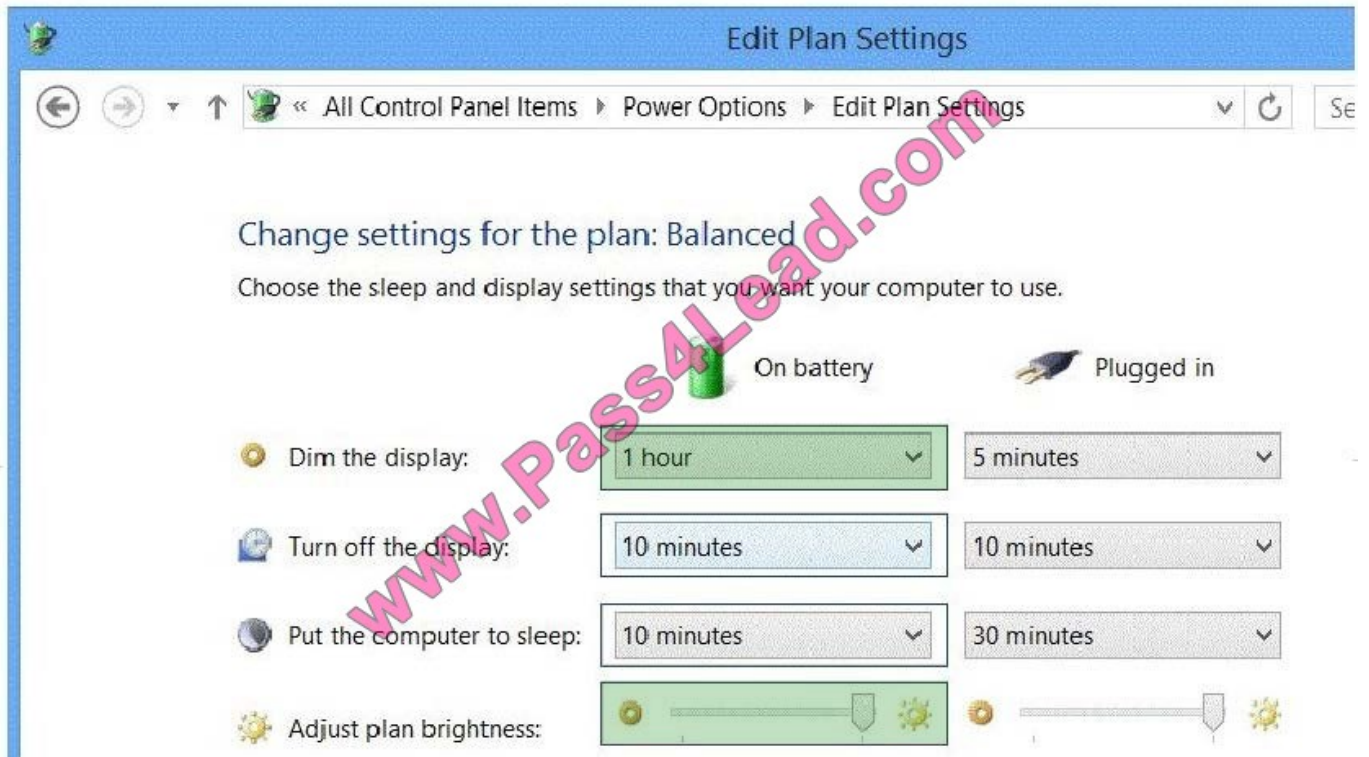 Edit Plan Settings
« All Control Panel Items Power Options Edit Plan Settings Se
Change settings for the plan: Balanced
Choose the sleep and display settings that you want your computer to use.
On battery Plugged in
Dim the display: 1 hour 5 minutes
Turn off the display: 10 minutes 10 minutes
Put the computer to sleep: 10 minutes 30 minutes
Adjust plan brightness:
www.Pass4Lead.com